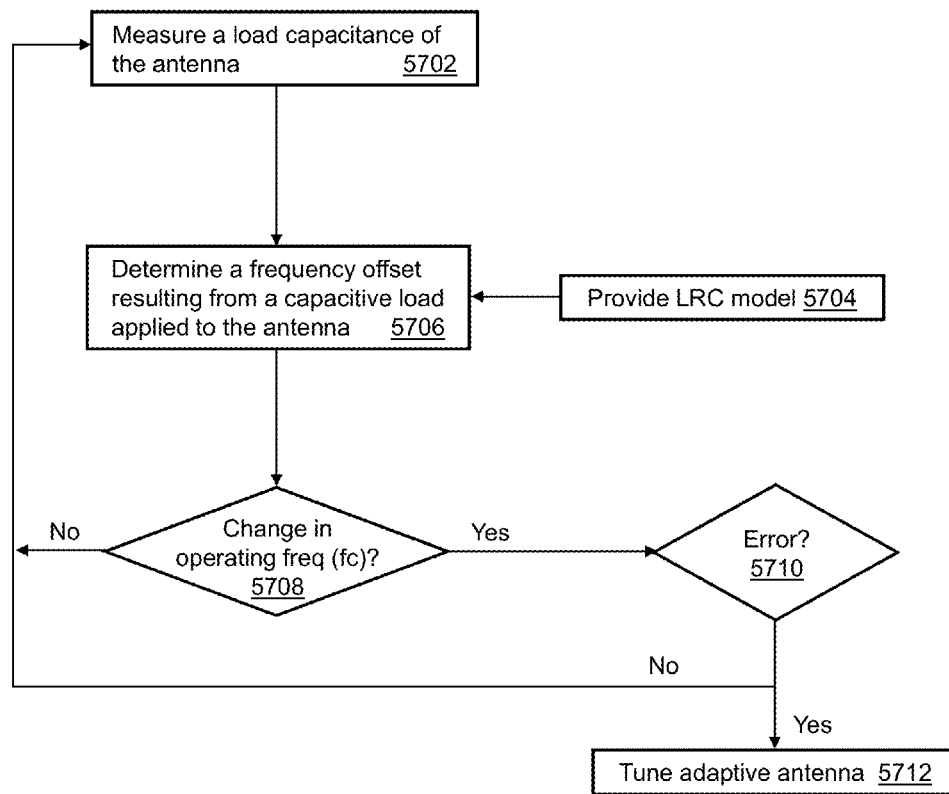 Measure a load capacitance of
the antenna 5702
Determine a frequency offset
resulting from a capacitive load
applied to the antenna 5706
Provide LRC model 5704
No
Change in
operating freq (fc)?
5708
Yes
Error?
5710
No
Yes
Tune adaptive antenna 5712